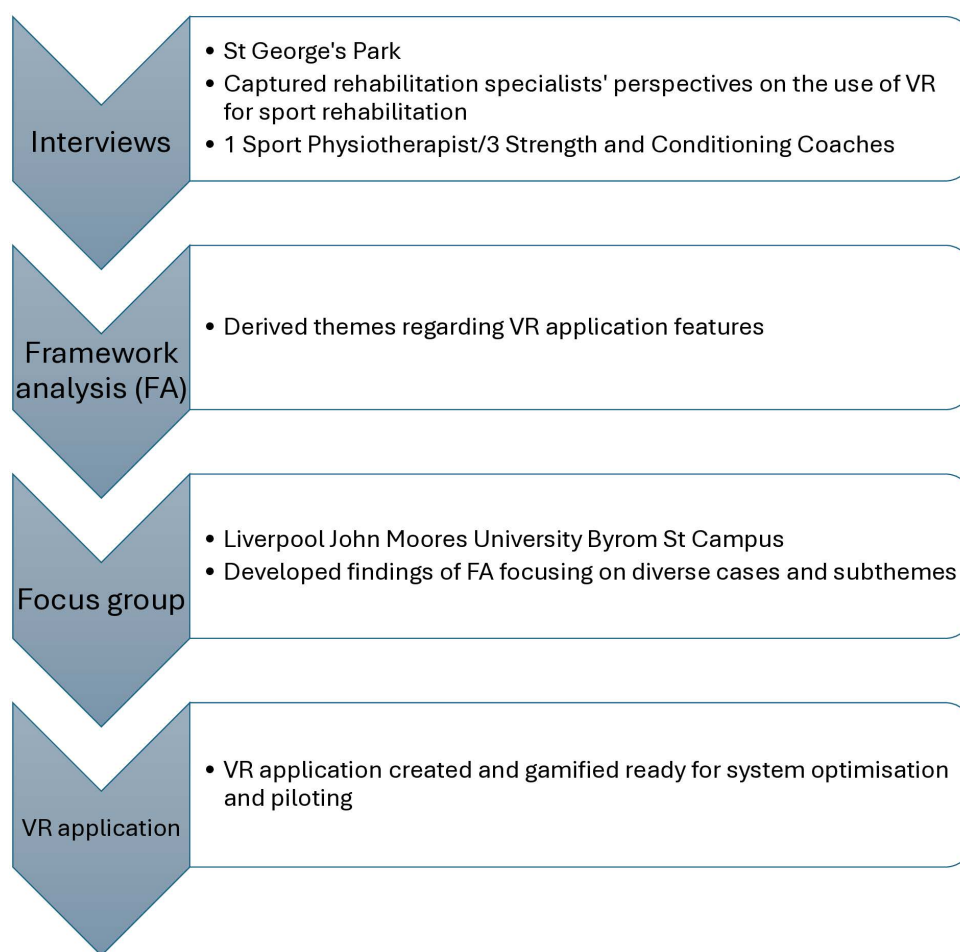 Interviews
• St George's Park
• Captured rehabilitation specialists' perspectives on the use of VR
for sport rehabilitation
• 1 Sport Physiotherapist/3 Strength and Conditioning Coaches
Framework
analysis (FA)
• Derived themes regarding VR application features
Focus group
• Liverpool John Moores University Byrom St Campus
• Developed findings of FA focusing on diverse cases and subthemes
VR application
• VR application created and gamified ready for system optimisation
and piloting